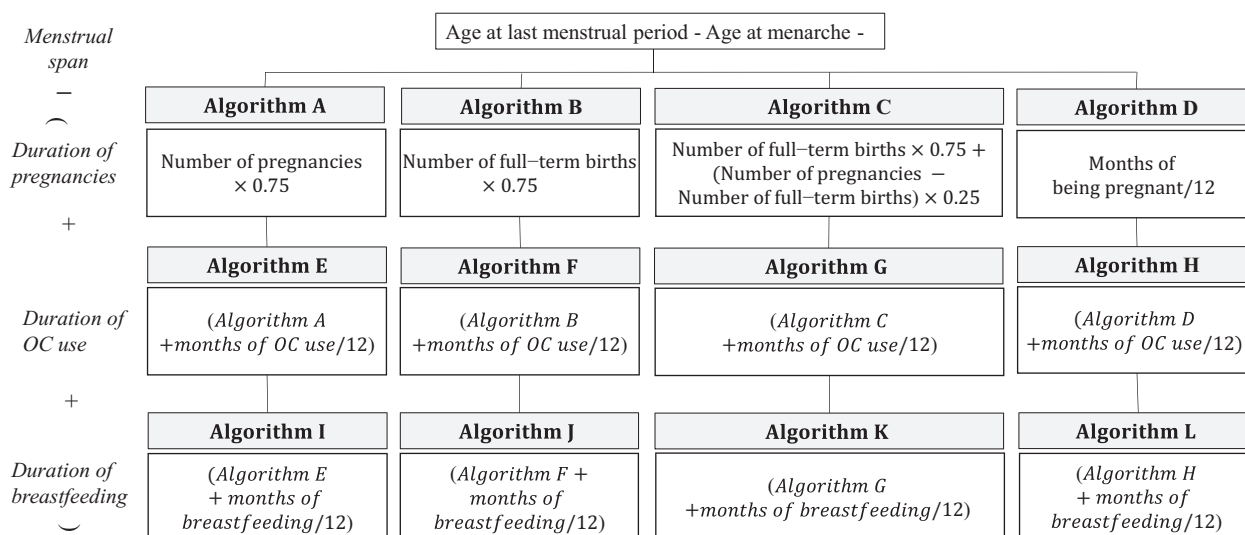 Menstrual
span
−
(
Age at last menstrual period - Age at menarche -
Algorithm A
Algorithm B
Algorithm C
Algorithm D
Duration of
pregnancies
Number of pregnancies
× 0.75
Number of full−term births
× 0.75
Number of full−term births × 0.75 +
(Number of pregnancies −
Number of full−term births) × 0.25
Months of
being pregnant/12
+
Algorithm E
Algorithm F
Algorithm G
Algorithm H
Duration of
OC use
(Algorithm A
+months of OC use/12)
(Algorithm B
+months of OC use/12)
(Algorithm C
+months of OC use/12)
(Algorithm D
+months of OC use/12)
+
Algorithm I
Algorithm J
Algorithm K
Algorithm L
Duration of
breastfeeding
)
(Algorithm E
+ months of
breastfeeding/12)
(Algorithm F +
months of
breastfeeding/12)
(Algorithm G
+months of breastfeeding/12)
(Algorithm H
+ months of
breastfeeding/12)